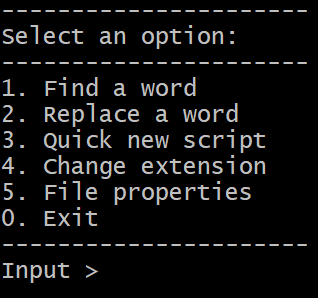 ----------------------
Select an option:
----------------------
1. Find a word
2. Replace a word
3. Quick new script
4. Change extension
5. File properties
0. Exit
----------------------
Input >